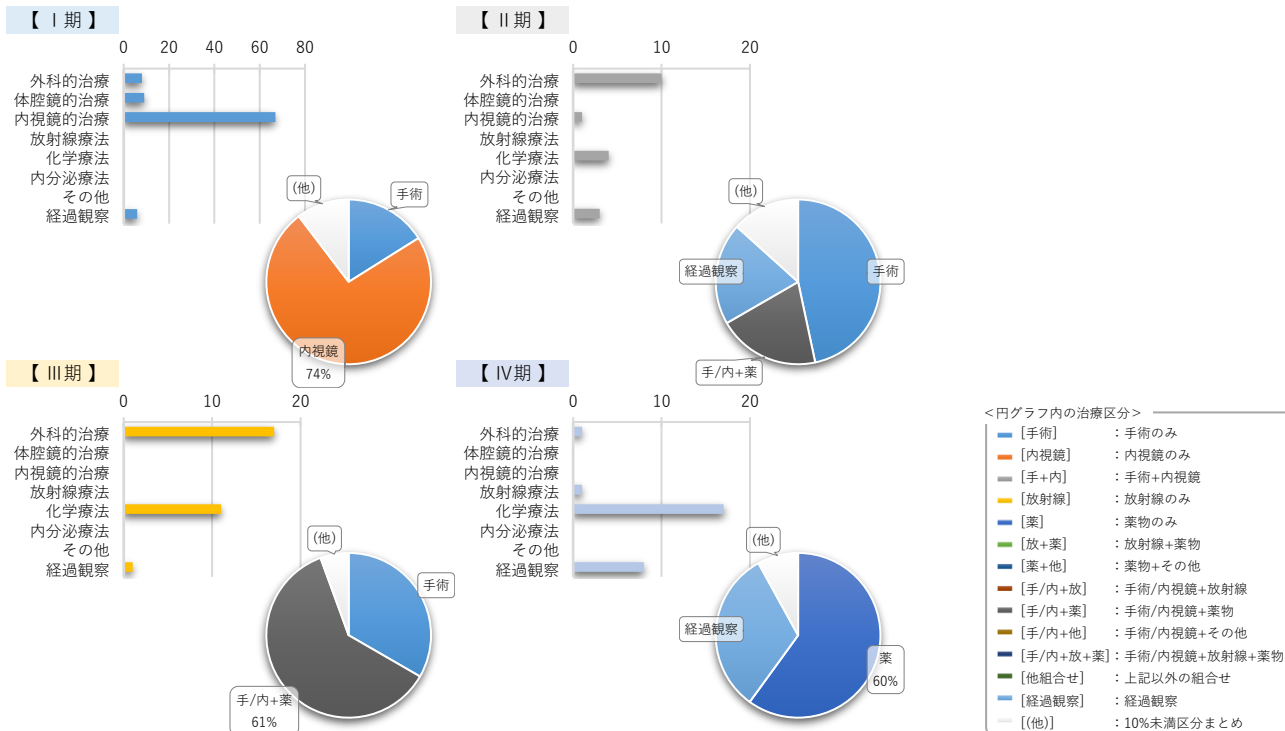 【 Ⅰ期 】
0 20 40 60 80
外科的治療
体腔鏡的治療
内視鏡的治療
放射線療法
化学療法
内分泌療法
その他
経過観察
(他)
手術
内視鏡
74%
【 Ⅱ期 】
0 10 20
外科的治療
体腔鏡的治療
内視鏡的治療
放射線療法
化学療法
内分泌療法
その他
経過観察
(他)
経過観察
手術
手/内+薬
【 Ⅲ期 】
0 10 20
外科的治療
体腔鏡的治療
内視鏡的治療
放射線療法
化学療法
内分泌療法
その他
経過観察
(他)
手術
手/内+薬
61%
【 Ⅳ期 】
0 10 20
外科的治療
体腔鏡的治療
内視鏡的治療
放射線療法
化学療法
内分泌療法
その他
経過観察
(他)
経過観察
薬
60%
<円グラフ内の治療区分>
[手術] :手術のみ
[内視鏡] :内視鏡のみ
[手+内] :手術+内視鏡
[放射線] :放射線のみ
[薬] :薬物のみ
[放+薬] :放射線+薬物
[薬+他] :薬物+その他
[手/内+放] :手術/内視鏡+放射線
[手/内+薬] :手術/内視鏡+薬物
[手/内+他] :手術/内視鏡+その他
[手/内+放+薬]:手術/内視鏡+放射線+薬物
[他組合せ] :上記以外の組合せ
[経過観察] :経過観察
[(他)] :10%未満区分まとめ